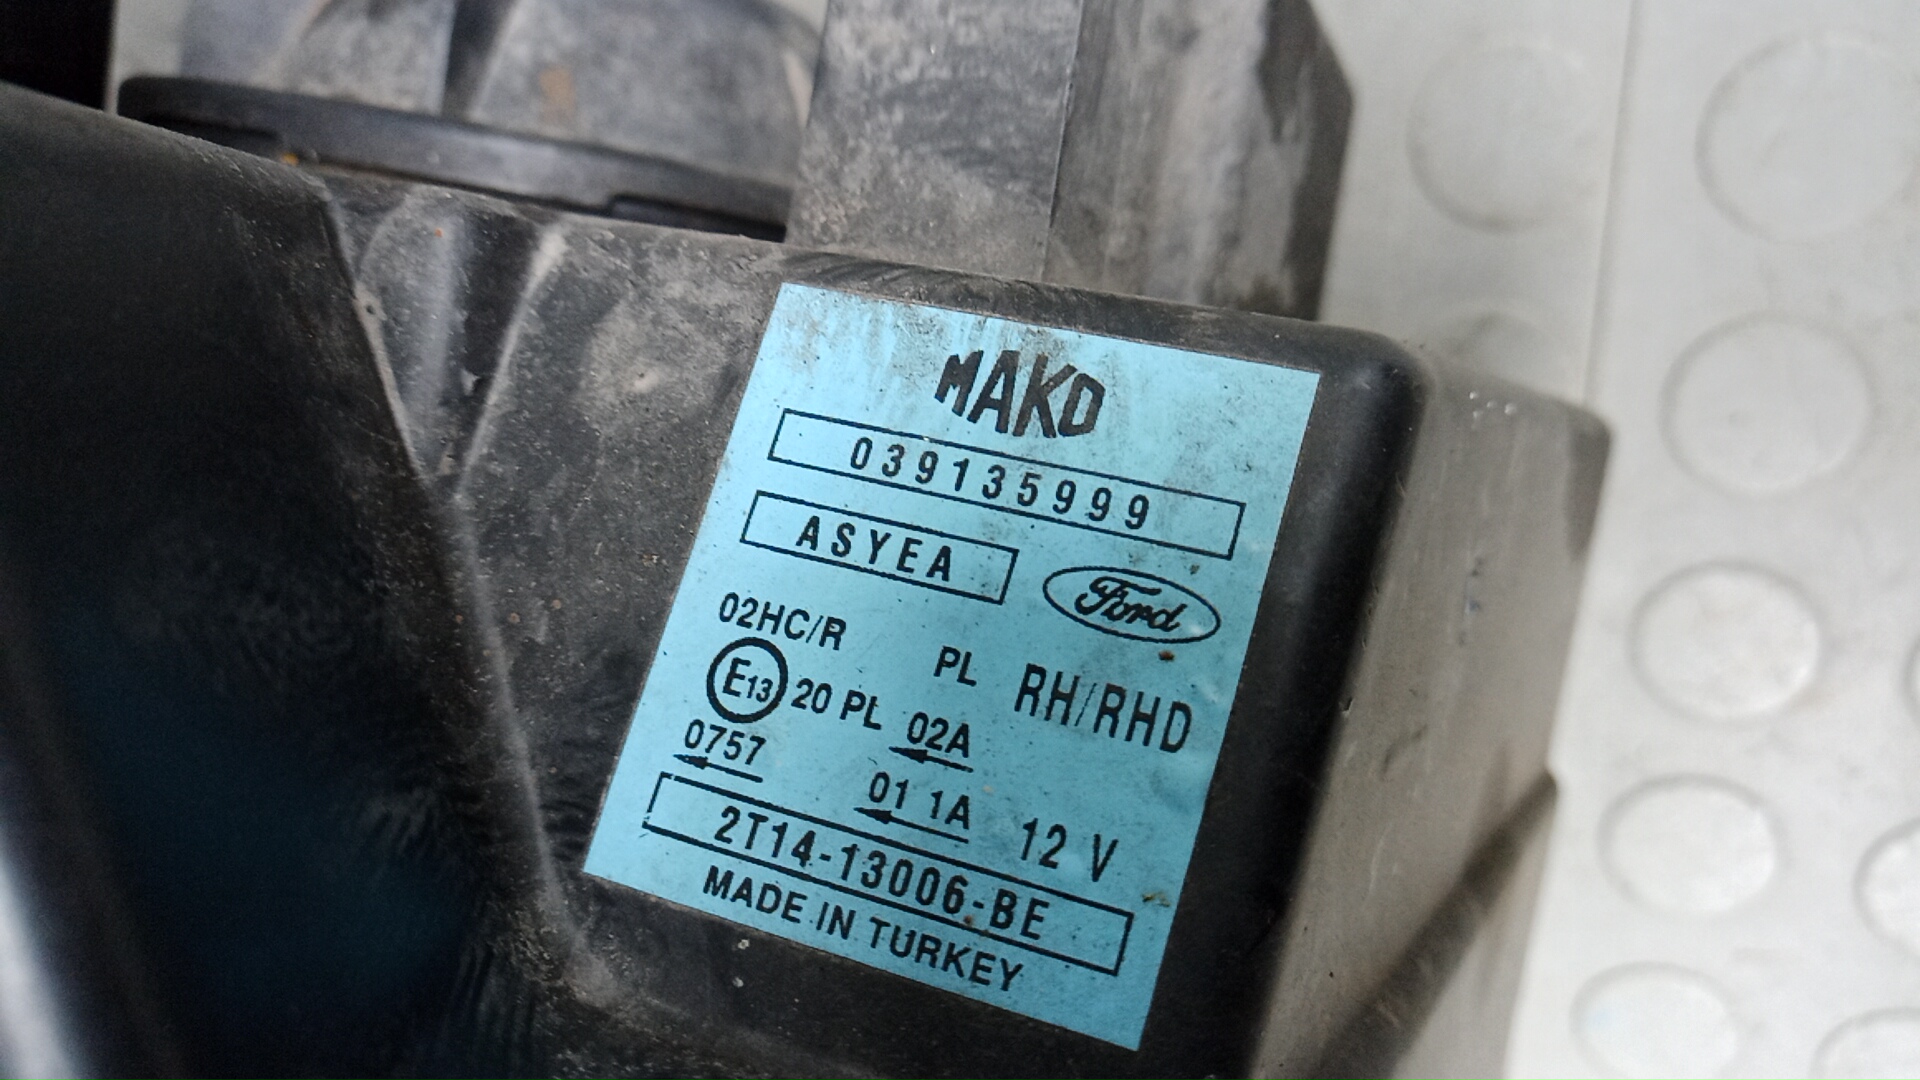 MAKO
039135999
ASYEA
Ford
02HC/R
PL RH/RHD
E13 20 PL 02A
0757
01 1A 12 V
2T14-13006-BE
MADE IN TURKEY